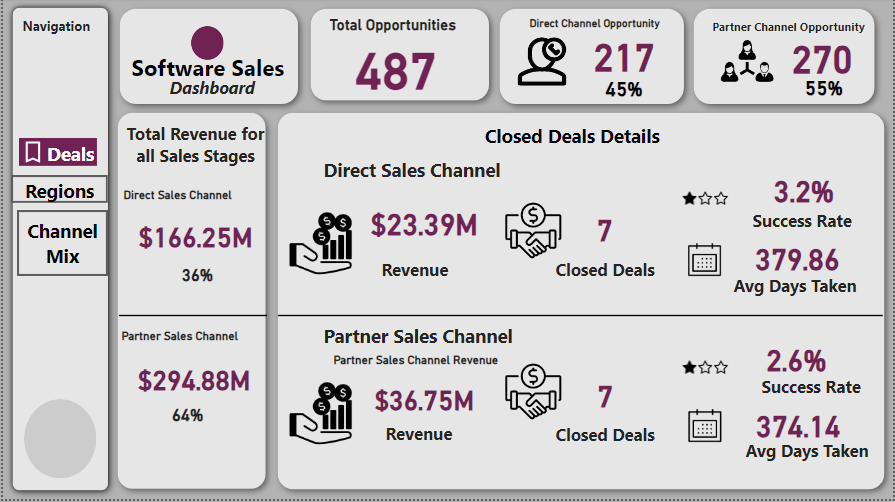 Navigation
Deals
Regions
Channel
Mix
Software Sales
Dashboard
Total Opportunities
487
Direct Channel Opportunity
217
45%
Partner Channel Opportunity
270
55%
Total Revenue for
all Sales Stages
Direct Sales Channel
$166.25M
36%
Partner Sales Channel
$294.88M
64%
Closed Deals Details
Direct Sales Channel
$23.39M
Revenue
7
Closed Deals
3.2%
Success Rate
379.86
Avg Days Taken
Partner Sales Channel
Partner Sales Channel Revenue
$36.75M
Revenue
7
Closed Deals
2.6%
Success Rate
374.14
Avg Days Taken